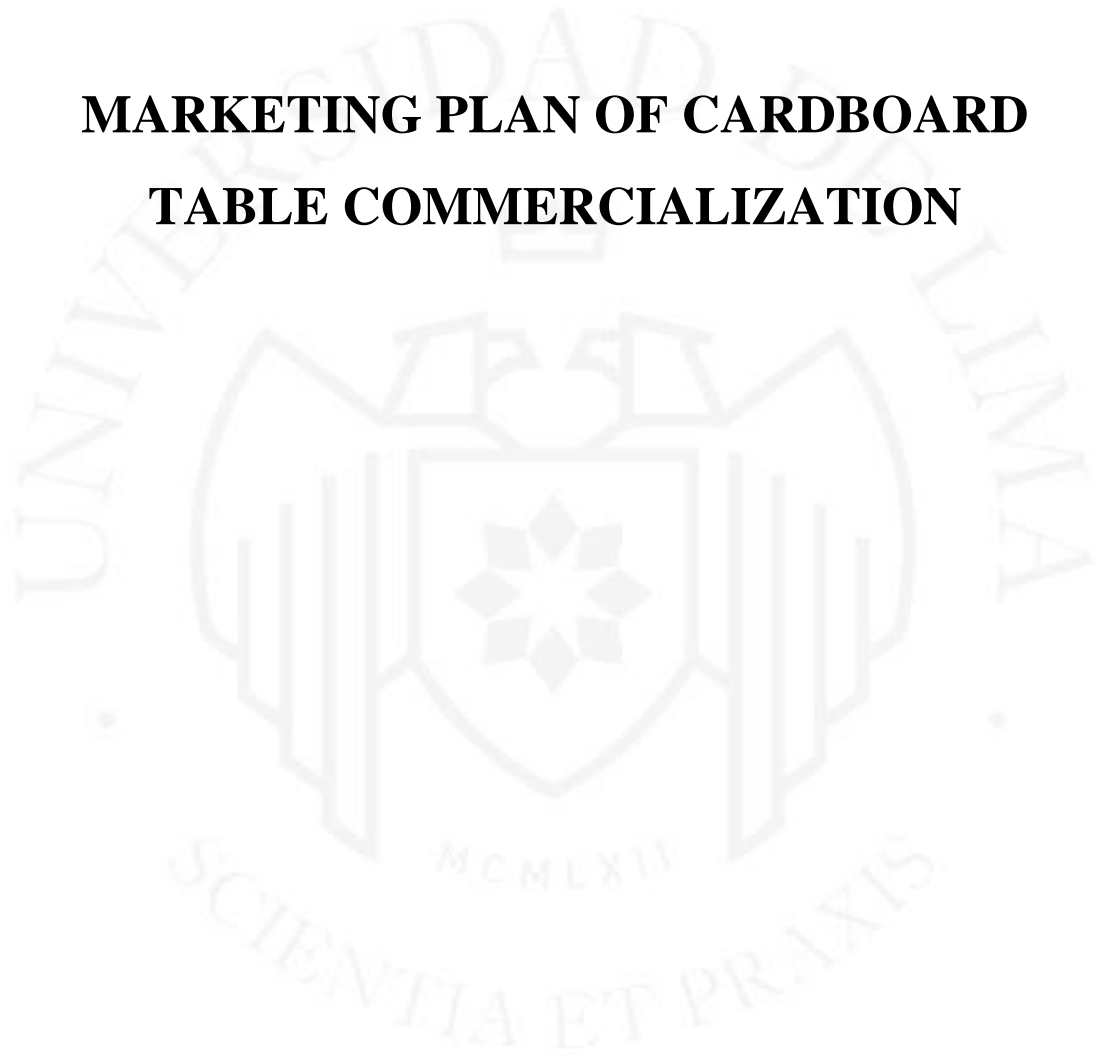 MARKETING PLAN OF CARDBOARD
TABLE COMMERCIALIZATION
UNIVERSIDAD DE LIMA
MCMLXII
SCIENTIA ET PRAXIS